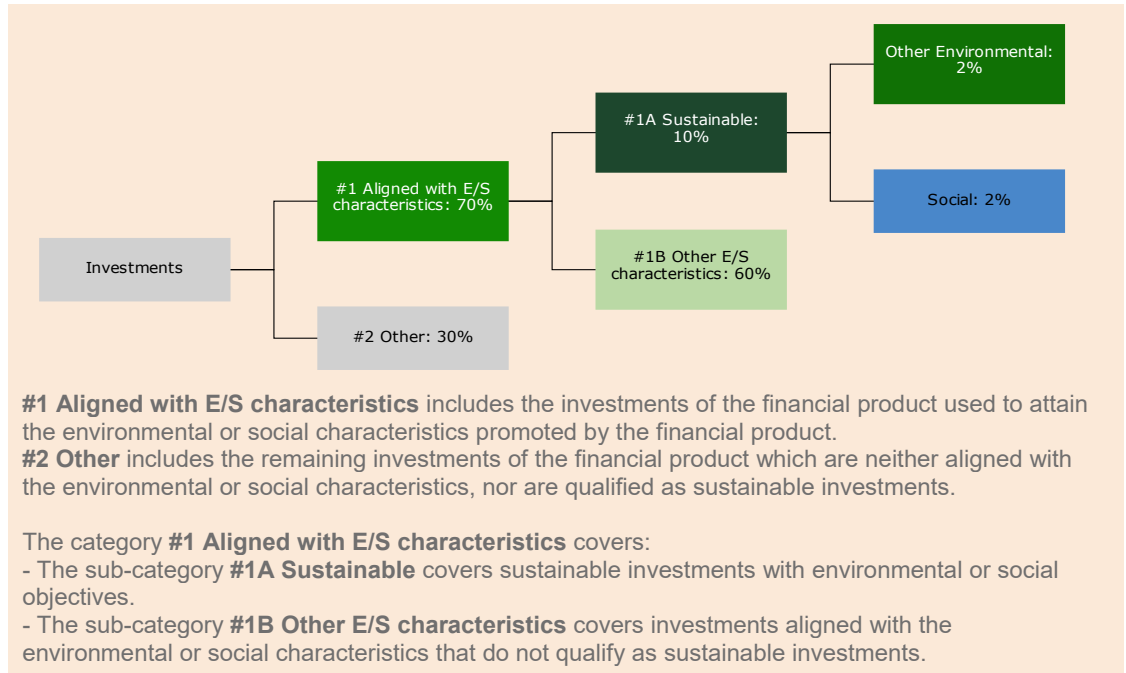 Other Environmental:
2%
#1A Sustainable:
10%
#1 Aligned with E/S
characteristics: 70%
Social: 2%
Investments
#1B Other E/S
characteristics: 60%
#2 Other: 30%
#1 Aligned with E/S characteristics includes the investments of the financial product used to attain
the environmental or social characteristics promoted by the financial product.
#2 Other includes the remaining investments of the financial product which are neither aligned with
the environmental or social characteristics, nor are qualified as sustainable investments.
The category #1 Aligned with E/S characteristics covers:
- The sub-category #1A Sustainable covers sustainable investments with environmental or social
objectives.
- The sub-category #1B Other E/S characteristics covers investments aligned with the
environmental or social characteristics that do not qualify as sustainable investments.